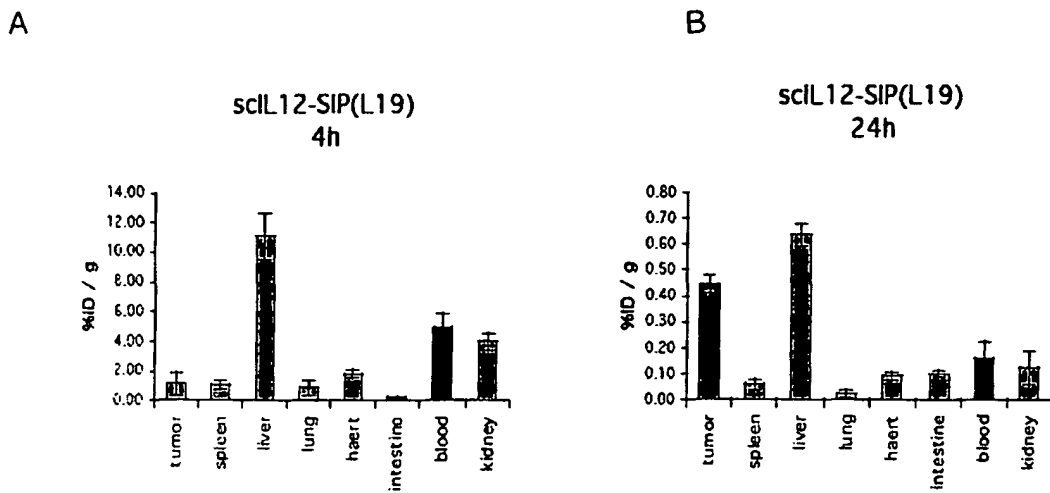 A
sciL12-SIP(L19)
4h
%ID / g
14.00
12.00
10.00
8.00
6.00
4.00
2.00
0.00
tumor
spleen
liver
lung
haert
intestine
blood
kidney
B
sciL12-SIP(L19)
24h
%ID / g
0.80
0.70
0.60
0.50
0.40
0.30
0.20
0.10
0.00
tumor
spleen
liver
lung
haert
intestine
blood
kidney